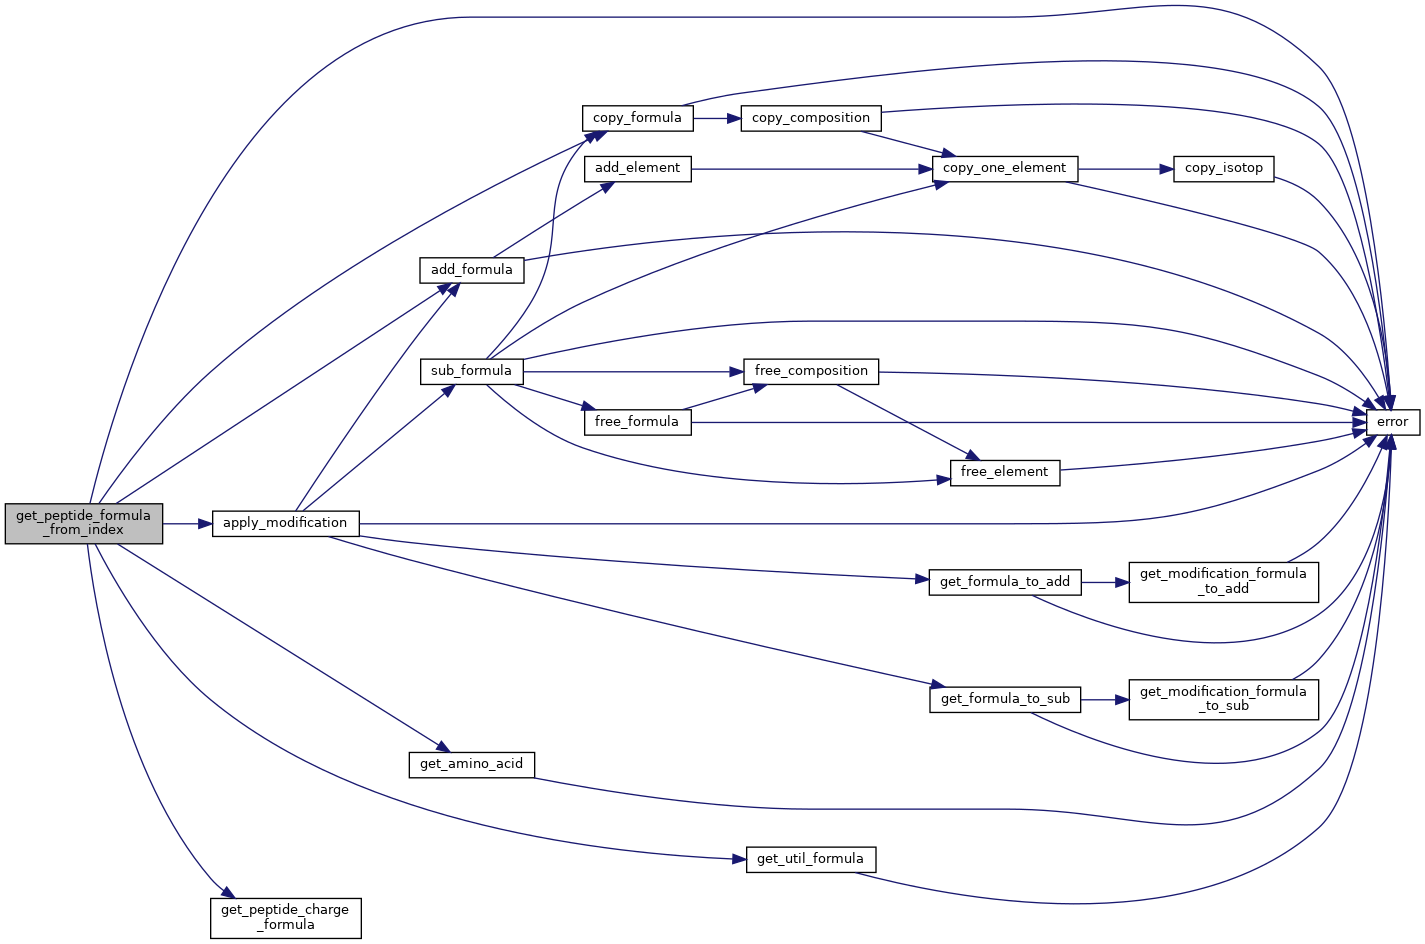 copy_formula
copy_composition
add_element
copy_one_element
copy_isotop
add_formula
sub_formula
free_composition
free_formula
error
free_element
get_peptide_formula
_from_index
apply_modification
get_formula_to_add
get_modification_formula
_to_add
get_formula_to_sub
get_modification_formula
_to_sub
get_amino_acid
get_util_formula
get_peptide_charge
_formula